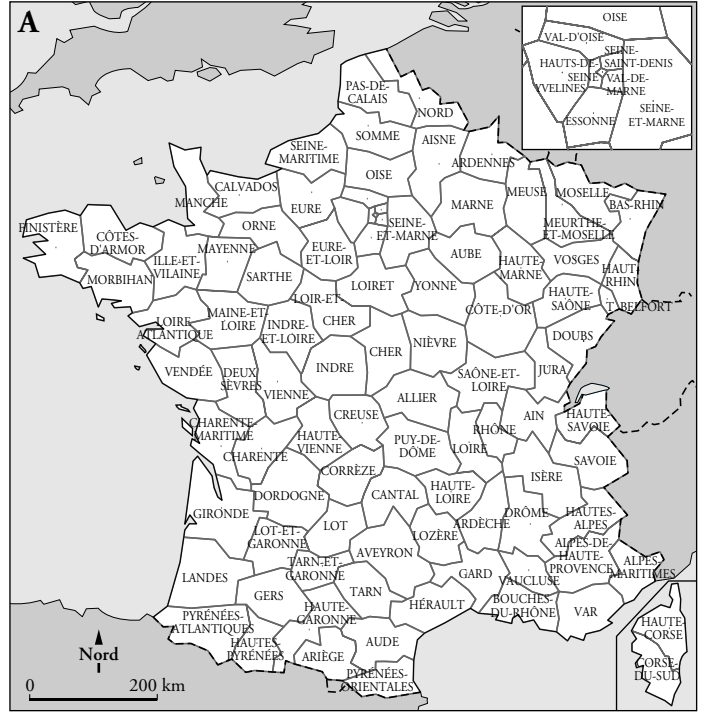 A
OISE
VAL-D'OISE
SEINE-
SAINT-DENIS
HAUTS-DE-
SEINE
VAL-DE-
MARNE
YVELINES
SEINE-
ET-MARNE
ESSONNE
PAS-DE-
CALAIS
NORD
SOMME
AISNE
SEINE-
MARITIME
OISE
ARDENNES
CALVADOS
MANCHE
EURE
MARNE
MEUSE
MOSELLE
BAS-RHIN
ORNE
SEINE-
ET-MARNE
MEURTHE-
ET-MOSELLE
FINISTÈRE
CÔTES-
D'ARMOR
MAYENNE
EURE-
ET-LOIR
AUBE
HAUTE-
MARNE
VOSGES
HAUT-
RHIN
ILLE-ET-
VILAINE
MORBIHAN
SARTHE
LOIRET
YONNE
LOIR-ET-
CHER
HAUTE-
SAÔNE
T. BELFORT
LOIRE
ATLANTIQUE
MAINE-ET-
LOIRE
INDRE-
ET-LOIRE
CÔTE-D'OR
DOUBS
CHER
NIÈVRE
VENDÉE
DEUX
SÈVRES
VIENNE
INDRE
SAÔNE-ET-
LOIRE
JURA
ALLIER
CREUSE
AIN
HAUTE-
SAVOIE
CHARENTE-
MARITIME
CHARENTE
HAUTE-
VIENNE
PUY-DE-
DÔME
LOIRE
RHÔNE
SAVOIE
CORRÈZE
ISÈRE
DORDOGNE
CANTAL
HAUTE-
LOIRE
GIRONDE
LOT
LOZÈRE
ARDÈCHE
DRÔME
HAUTES-
ALPES
LOT-ET-
GARONNE
AVEYRON
ALPES-DE-
HAUTE-
PROVENCE
ALPES-
MARITIMES
TARN-ET-
GARONNE
LANDES
GERS
TARN
GARD
VAUCLUSE
HAUTE-
GARONNE
HÉRAULT
BOUCHES-
DU-RHÔNE
VAR
PYRÉNÉES-
ATLANTIQUES
HAUTES-
PYRÉNÉES
ARIÈGE
AUDE
PYRÉNÉES-
ORIENTALES
HAUTE-
CORSE
CORSE-
DU-SUD
Nord
0 200 km